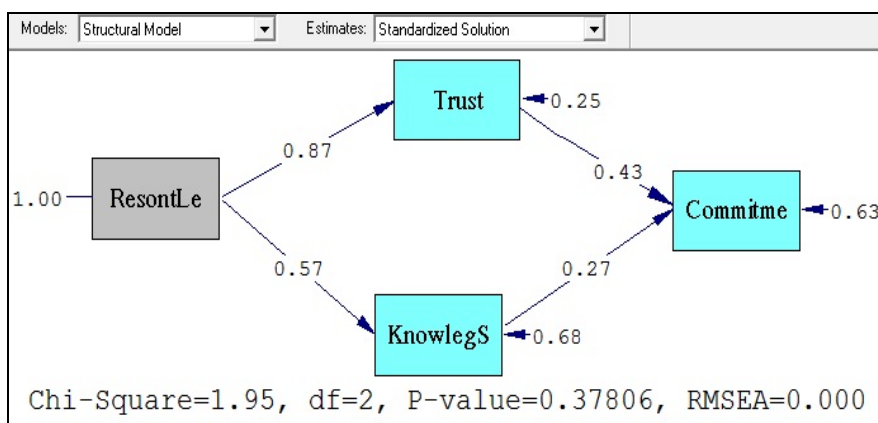 Models: Structural Model Estimates: Standardized Solution
Trust
0.25
0.87
0.43
1.00
ResontLe
Commitme
0.63
0.57
0.27
KnowlegS
0.68
Chi-Square=1.95, df=2, P-value=0.37806, RMSEA=0.000